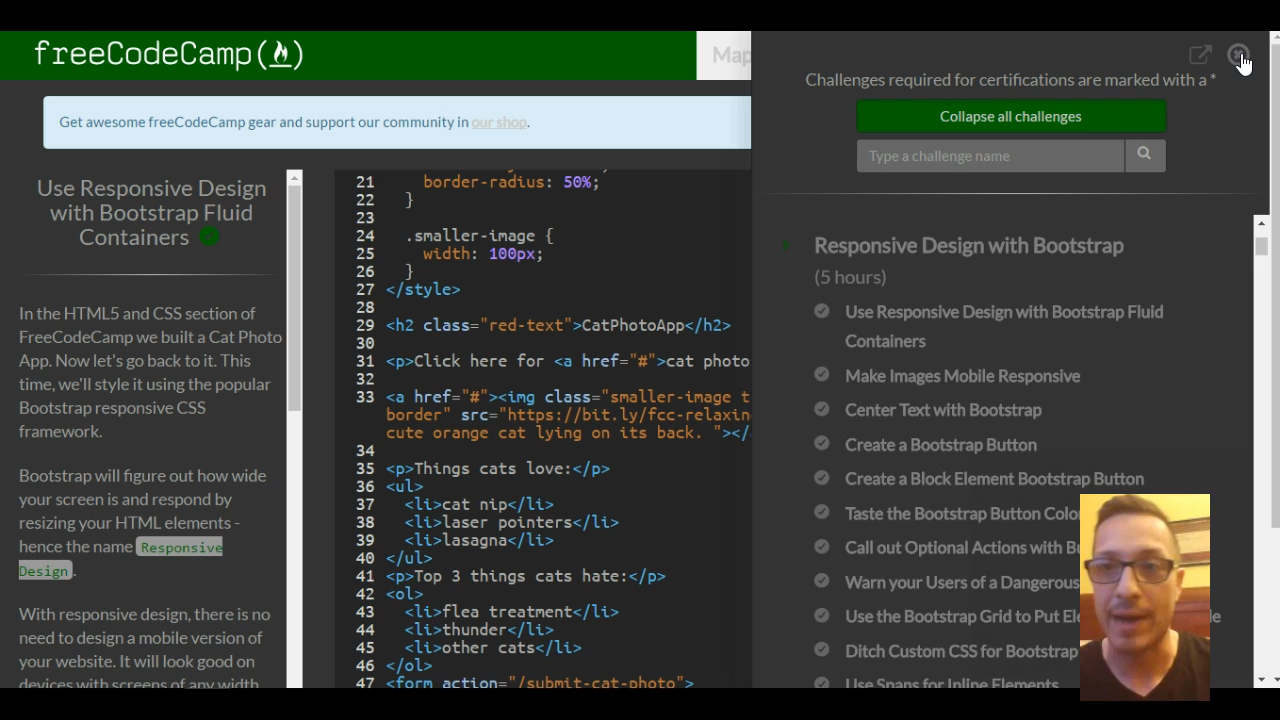 freeCodeCamp(🔥)
Map
Get awesome freeCodeCamp gear and support our community in our shop.
Use Responsive Design
with Bootstrap Fluid
Containers
In the HTML5 and CSS section of
FreeCodeCamp we built a Cat Photo
App. Now let's go back to it. This
time, we'll style it using the popular
Bootstrap responsive CSS
framework.
Bootstrap will figure out how wide
your screen is and respond by
resizing your HTML elements -
hence the name Responsive
Design.
With responsive design, there is no
need to design a mobile version of
your website. It will look good on
devices with screens of any width
21 border-radius: 50%;
22 }
23
24 .smaller-image {
25 width: 100px;
26 }
27 </style>
28
29 <h2 class="red-text">CatPhotoApp</h2>
30
31 <p>Click here for <a href="#">cat photo
32
33 <a href="#"><img class="smaller-image t
border" src="https://bit.ly/fcc-relaxin
cute orange cat lying on its back. "></
34
35 <p>Things cats love:</p>
36 <ul>
37 <li>cat nip</li>
38 <li>laser pointers</li>
39 <li>lasagna</li>
40 </ul>
41 <p>Top 3 things cats hate:</p>
42 <ol>
43 <li>flea treatment</li>
44 <li>thunder</li>
45 <li>other cats</li>
46 </ol>
47 <form action="/submit-cat-photo">
Challenges required for certifications are marked with a *
Collapse all challenges
Type a challenge name
Responsive Design with Bootstrap
(5 hours)
Use Responsive Design with Bootstrap Fluid
Containers
Make Images Mobile Responsive
Center Text with Bootstrap
Create a Bootstrap Button
Create a Block Element Bootstrap Button
Taste the Bootstrap Button Colo
Call out Optional Actions with Bu
Warn your Users of a Dangerous
Use the Bootstrap Grid to Put Ele
Ditch Custom CSS for Bootstrap
Use Spans for Inline Elements